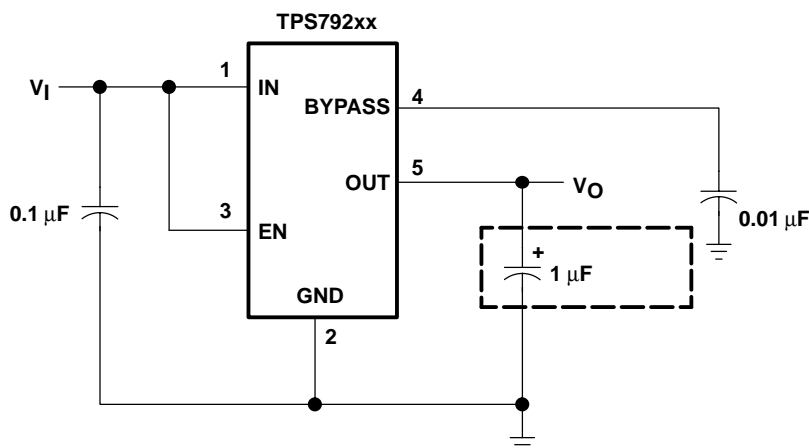 TPS792xx
1
VI
IN
4
BYPASS
5
OUT
VO
0.1 μF
3
EN
0.01 μF
+
1 μF
GND
2